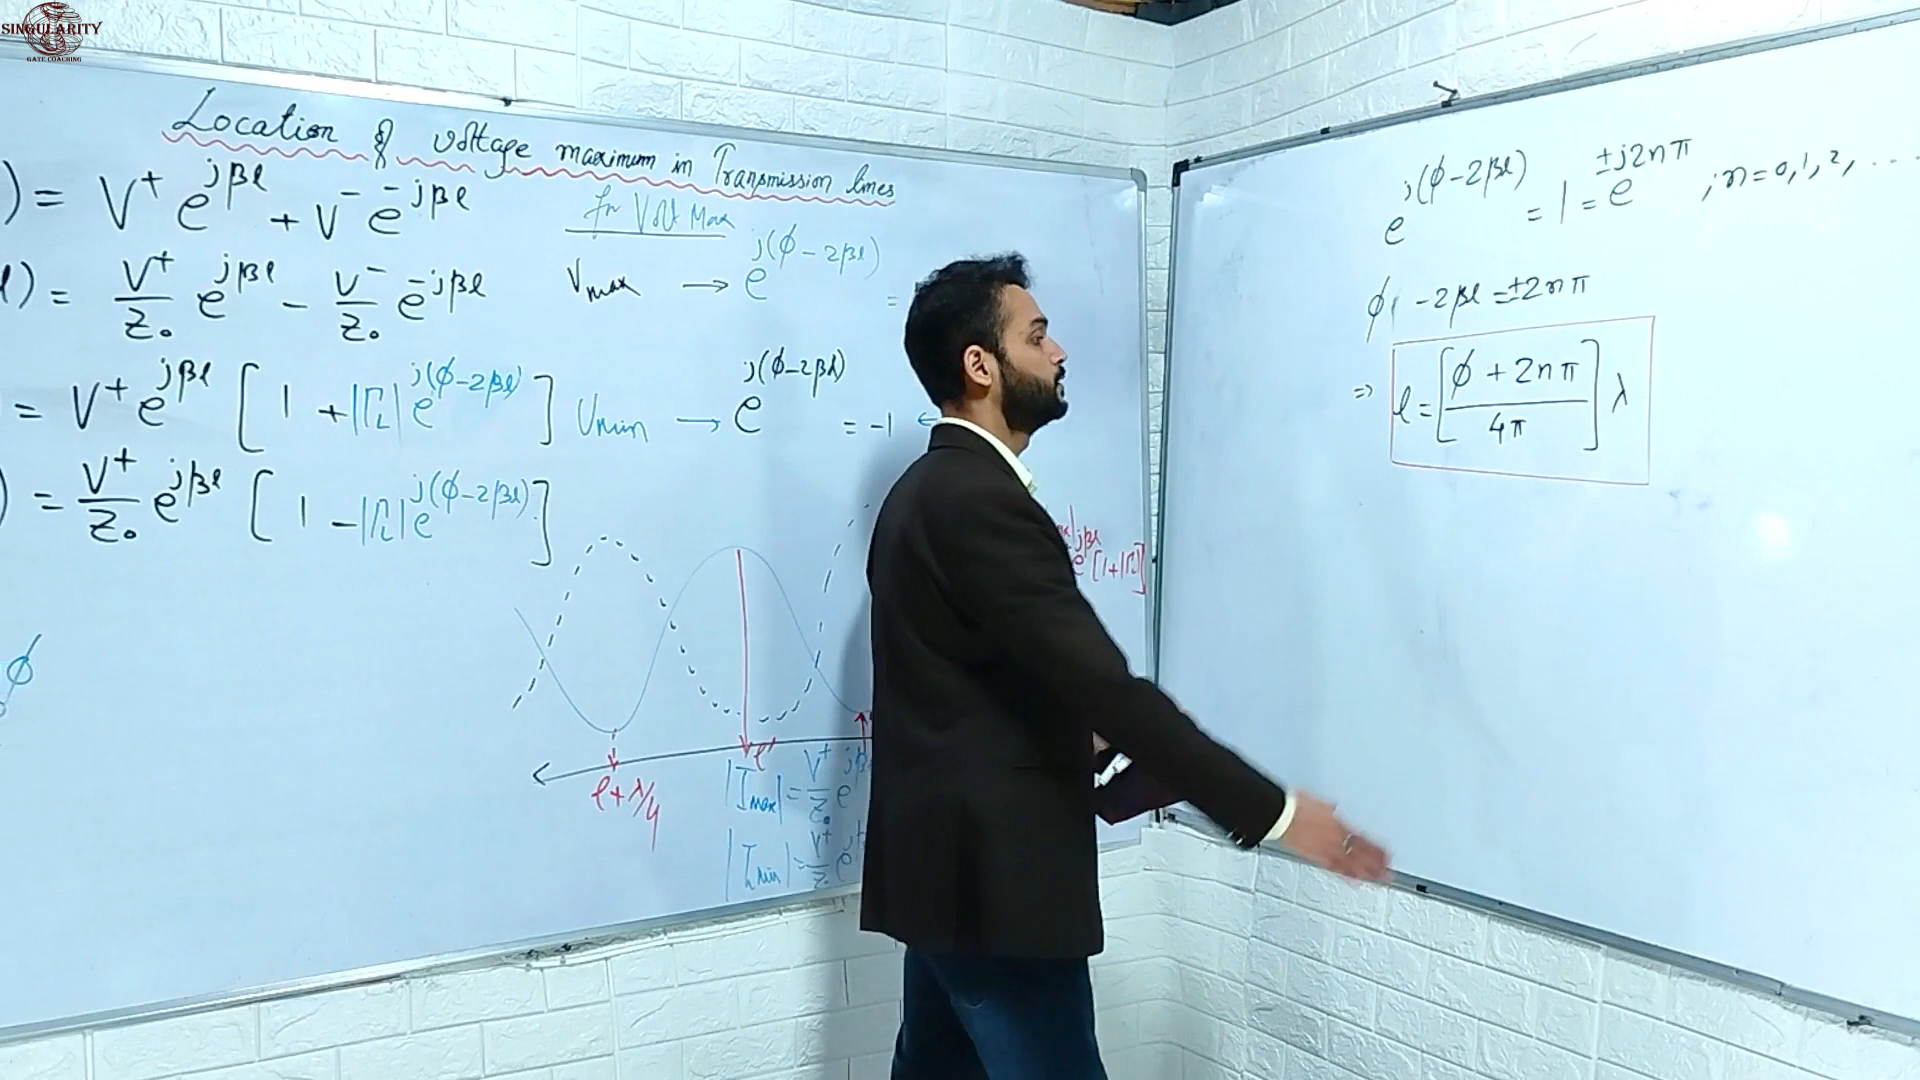 SINGULARITY
GATE COACHING
Location of voltage maximum in Transmission lines
) = V⁺ e^{jβl} + V⁻ e^{-jβl}
l) = V⁺/Z₀ e^{jβl} - V⁻/Z₀ e^{-jβl}
= V⁺ e^{jβl} [ 1 + |Γ_L| e^{j(ϕ-2βl)} ]
) = V⁺/Z₀ e^{jβl} [ 1 - |Γ_L| e^{j(ϕ-2βl)} ]
ϕ
For Volt Max
V_max → e^{j(ϕ-2βl)} =
V_min → e^{j(ϕ-2βl)} = -1 ←
jβl
e [1+|Γ_L|]
l'
l + λ/4
|I_max| = V⁺/Z₀ e
|I_min| = V⁺/Z₀ e
e^{j(ϕ-2βl)} = 1 = e^{±j2nπ} ; n = 0, 1, 2, ...
ϕ - 2βl = ±2nπ
⇒ l = [ (ϕ + 2nπ) / 4π ] λ